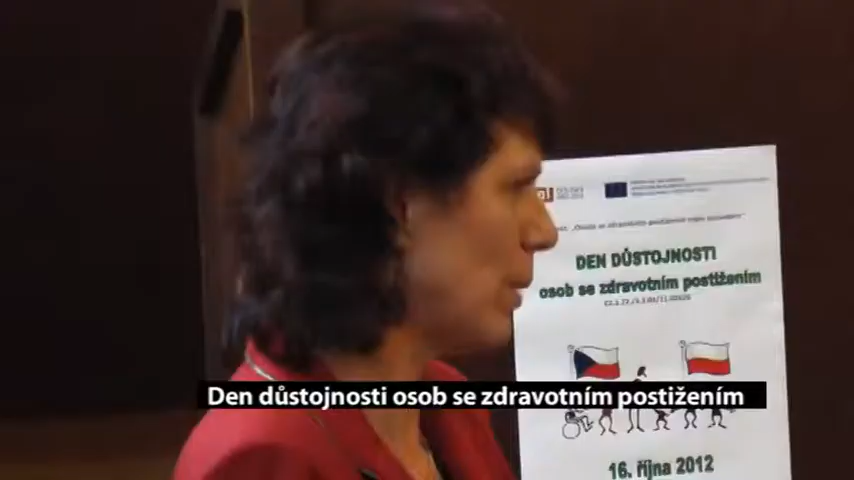 DEN DŮSTOJNOSTI
osob se zdravotním postižením
Den důstojnosti osob se zdravotním postižením
16. října 2012